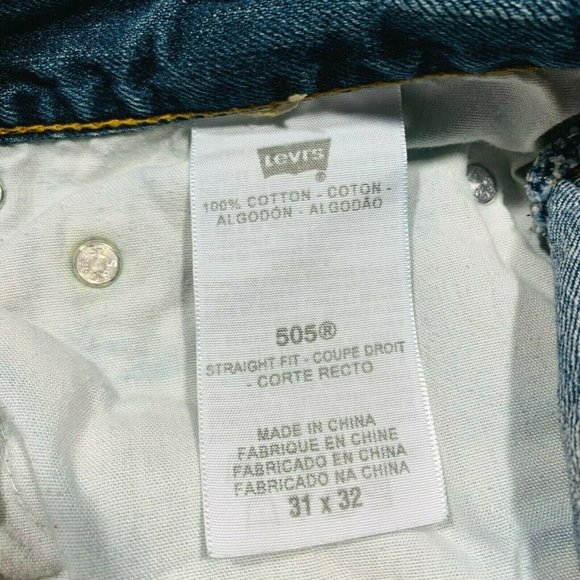 Levi's
100% COTTON - COTON -
ALGODÓN - ALGODÃO
505®
STRAIGHT FIT - COUPE DROIT
- CORTE RECTO
MADE IN CHINA
FABRIQUE EN CHINE
FABRICADO EN CHINA
FABRICADO NA CHINA
31 x 32